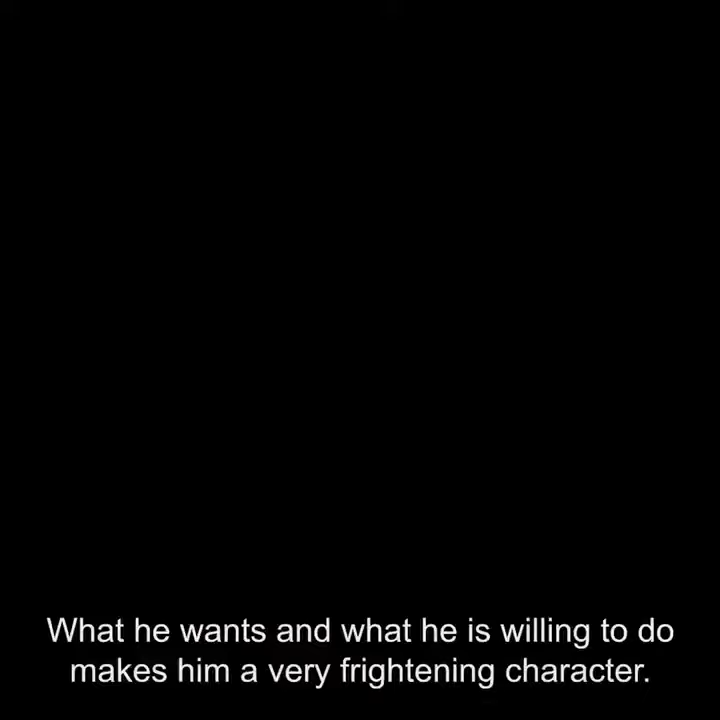 What he wants and what he is willing to do
makes him a very frightening character.